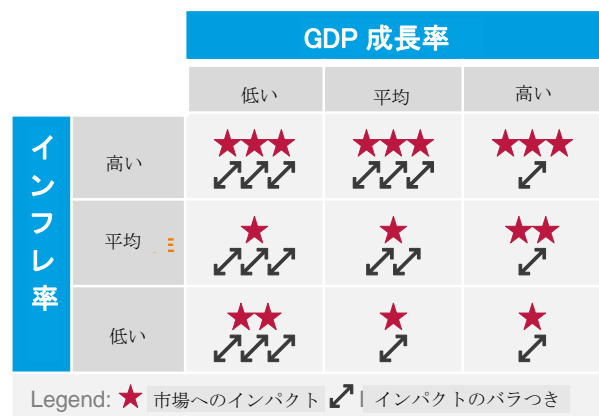 GDP 成長率
低い 平均 高い
インフレ率
高い
平均
低い
Legend: 市場へのインパクト インパクトのバラつき